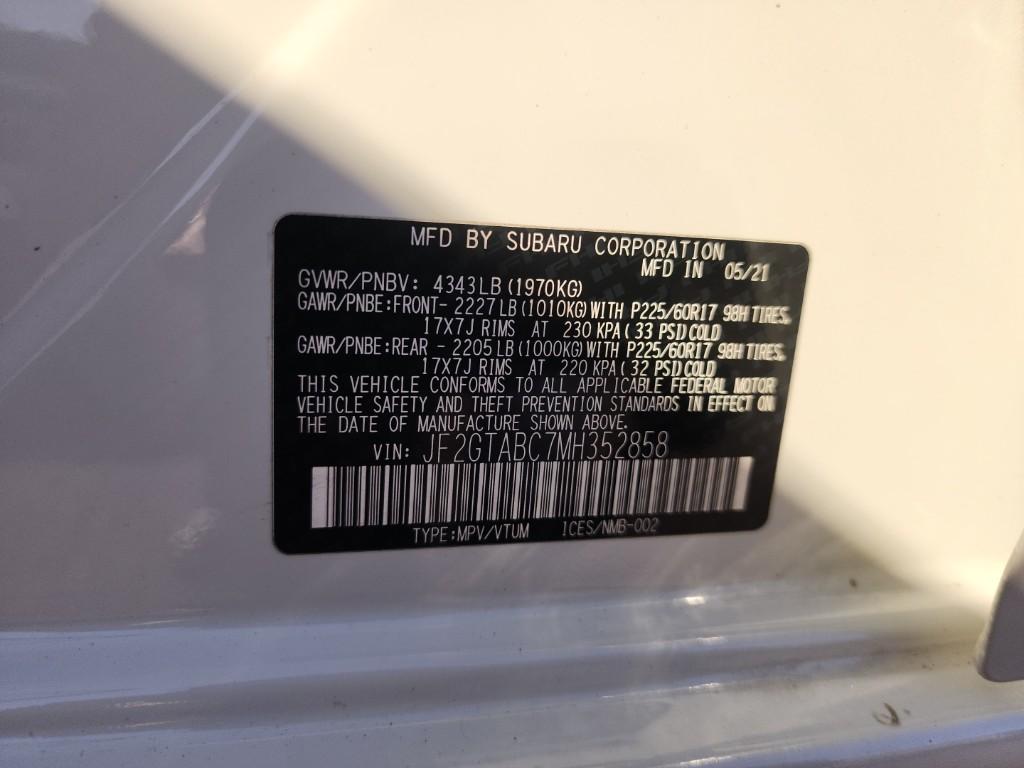 MFD BY SUBARU CORPORATION
MFD IN 05/21
GVWR/PNBV: 4343LB(1970KG)
GAWR/PNBE:FRONT- 2227LB(1010KG)WITH P225/60R17 98H TIRES,
17X7J RIMS AT 230 KPA( 33 PSI)COLD
GAWR/PNBE:REAR - 2205LB(1000KG)WITH P225/60R17 98H TIRES,
17X7J RIMS AT 220 KPA( 32 PSI)COLD
THIS VEHICLE CONFORMS TO ALL APPLICABLE FEDERAL MOTOR
VEHICLE SAFETY AND THEFT PREVENTION STANDARDS IN EFFECT ON
THE DATE OF MANUFACTURE SHOWN ABOVE.
VIN: JF2GTABC7MH352858
TYPE:MPV/VTUM ICES/NMB-002